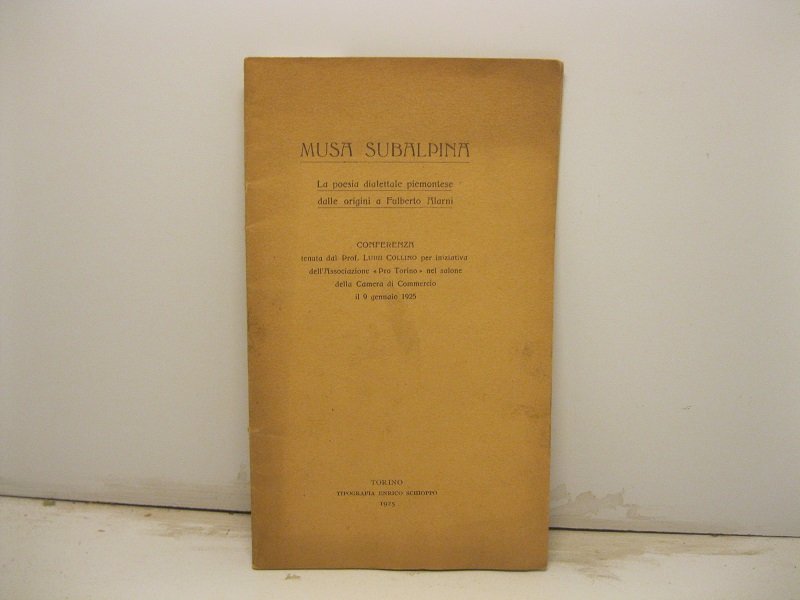 MUSA SUBALPINA
La poesia dialettale piemontese
dalle origini a Fulberto Alarni
CONFERENZA
tenuta dal Prof. LUIGI COLLINO per iniziativa
dell'Associazione « Pro Torino » nel salone
della Camera di Commercio
il 9 gennaio 1925
TORINO
TIPOGRAFIA ENRICO SCHIOPPO
1925